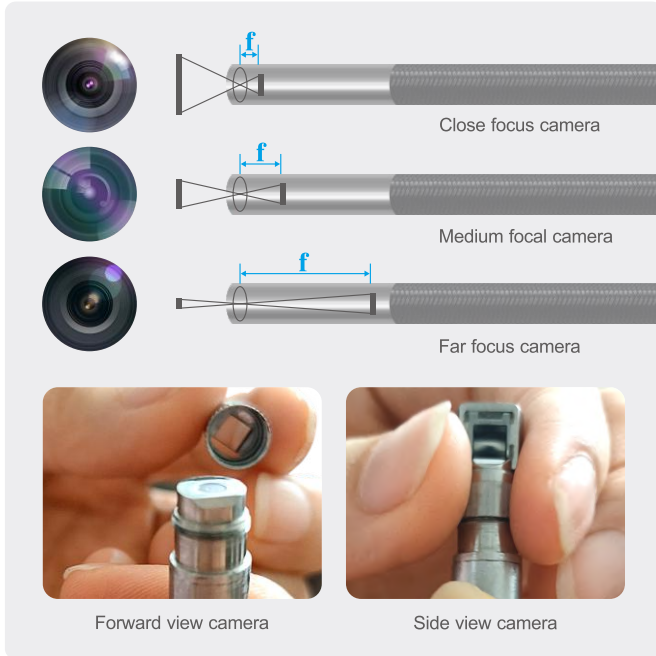 f
Close focus camera
f
Medium focal camera
f
Far focus camera
Forward view camera
Side view camera